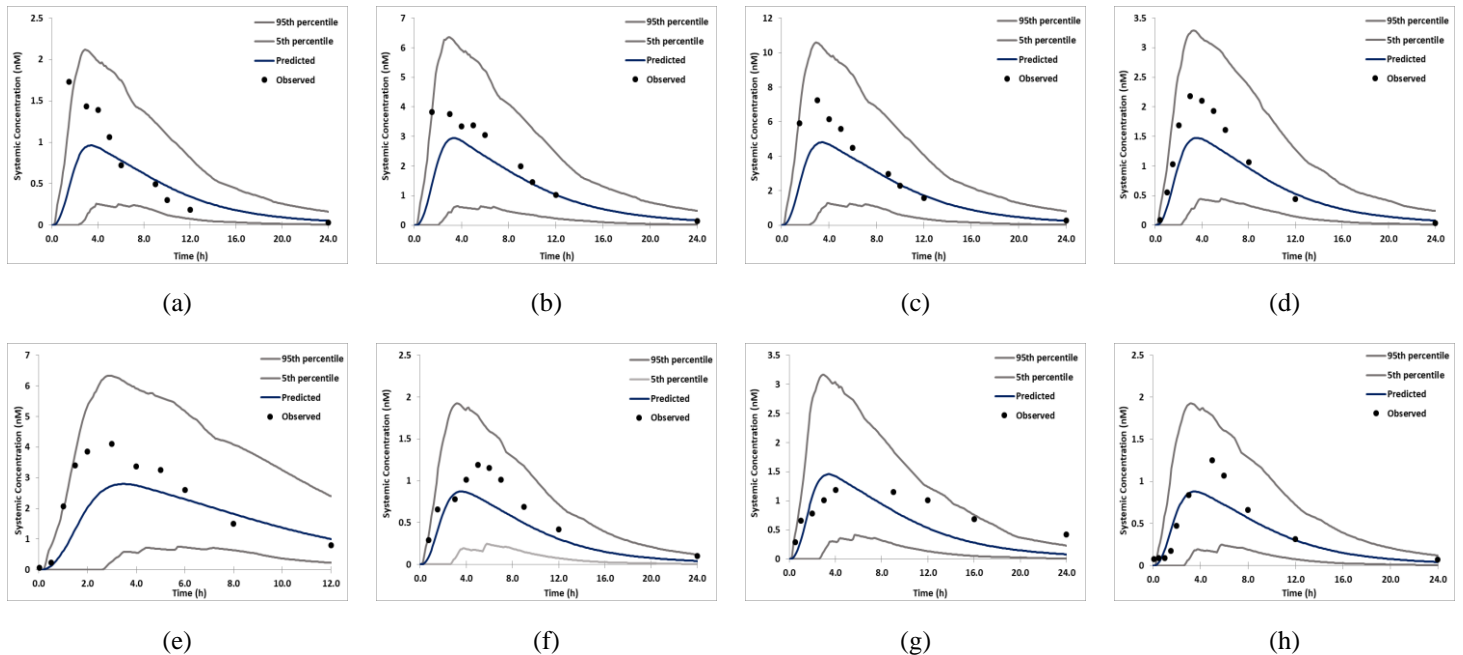 Systemic Concentration (nM)
2.5
2
1.5
1
0.5
0
0.0 4.0 8.0 12.0 16.0 20.0 24.0
Time (h)
95th percentile
5th percentile
Predicted
Observed
(a)
Systemic Concentration (nM)
7
6
5
4
3
2
1
0
0.0 4.0 8.0 12.0 16.0 20.0 24.0
Time (h)
95th percentile
5th percentile
Predicted
Observed
(b)
Systemic Concentration (nM)
12
10
8
6
4
2
0
0.0 4.0 8.0 12.0 16.0 20.0 24.0
Time (h)
95th percentile
5th percentile
Predicted
Observed
(c)
Systemic Concentration (nM)
3.5
3
2.5
2
1.5
1
0.5
0
0.0 4.0 8.0 12.0 16.0 20.0 24.0
Time (h)
95th percentile
5th percentile
Predicted
Observed
(d)
Systemic Concentration (nM)
7
6
5
4
3
2
1
0
0.0 2.0 4.0 6.0 8.0 10.0 12.0
Time (h)
95th percentile
5th percentile
Predicted
Observed
(e)
Systemic Concentration (nM)
2.5
2
1.5
1
0.5
0
0.0 4.0 8.0 12.0 16.0 20.0 24.0
Time (h)
95th percentile
5th percentile
Predicted
Observed
(f)
Systemic Concentration (nM)
3.5
3
2.5
2
1.5
1
0.5
0
0.0 4.0 8.0 12.0 16.0 20.0 24.0
Time (h)
95th percentile
5th percentile
Predicted
Observed
(g)
Systemic Concentration (nM)
2.5
2
1.5
1
0.5
0
0.0 4.0 8.0 12.0 16.0 20.0 24.0
Time (h)
95th percentile
5th percentile
Predicted
Observed
(h)